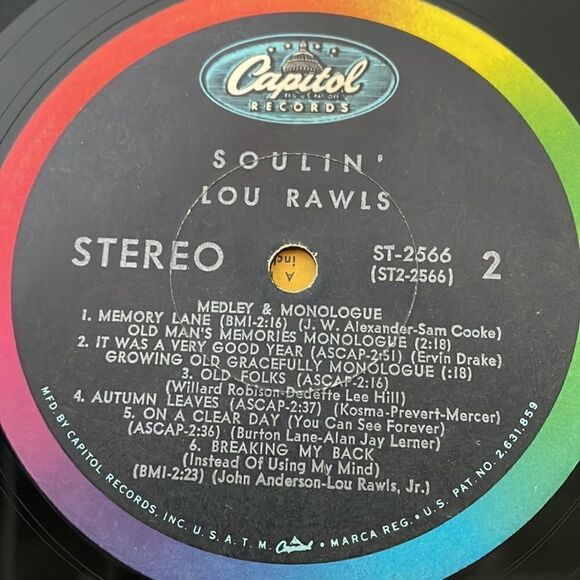 Capitol
REG. U.S. PAT. OFF.
RECORDS
SOULIN'
LOU RAWLS
STEREO
ST-2566
(ST2-2566)
2
MEDLEY & MONOLOGUE
1. MEMORY LANE (BMI-2:16) (J. W. Alexander-Sam Cooke)
OLD MAN'S MEMORIES MONOLOGUE (2:18)
2. IT WAS A VERY GOOD YEAR (ASCAP-2:51) (Ervin Drake)
GROWING OLD GRACEFULLY MONOLOGUE (:18)
3. OLD FOLKS (ASCAP-2:16)
(Willard Robison-Dedette Lee Hill)
4. AUTUMN LEAVES (ASCAP-2:37) (Kosma-Prevert-Mercer)
5. ON A CLEAR DAY (You Can See Forever)
(ASCAP-2:36) (Burton Lane-Alan Jay Lerner)
6. BREAKING MY BACK
(Instead Of Using My Mind)
(BMI-2:23) (John Anderson-Lou Rawls, Jr.)
MFD. BY CAPITOL RECORDS, INC. U. S. A. T. M. Capitol • MARCA REG. • U. S. PAT. NO. 2,631,859